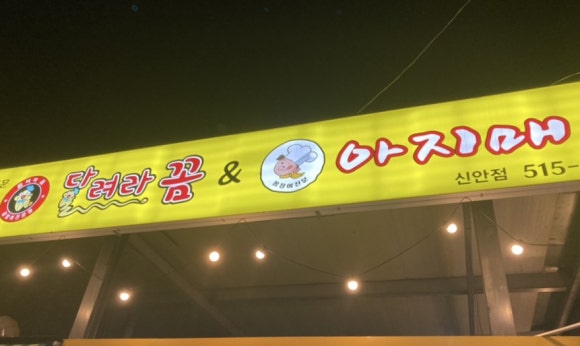 달려라 꼼 & 아지매
신안점 515-